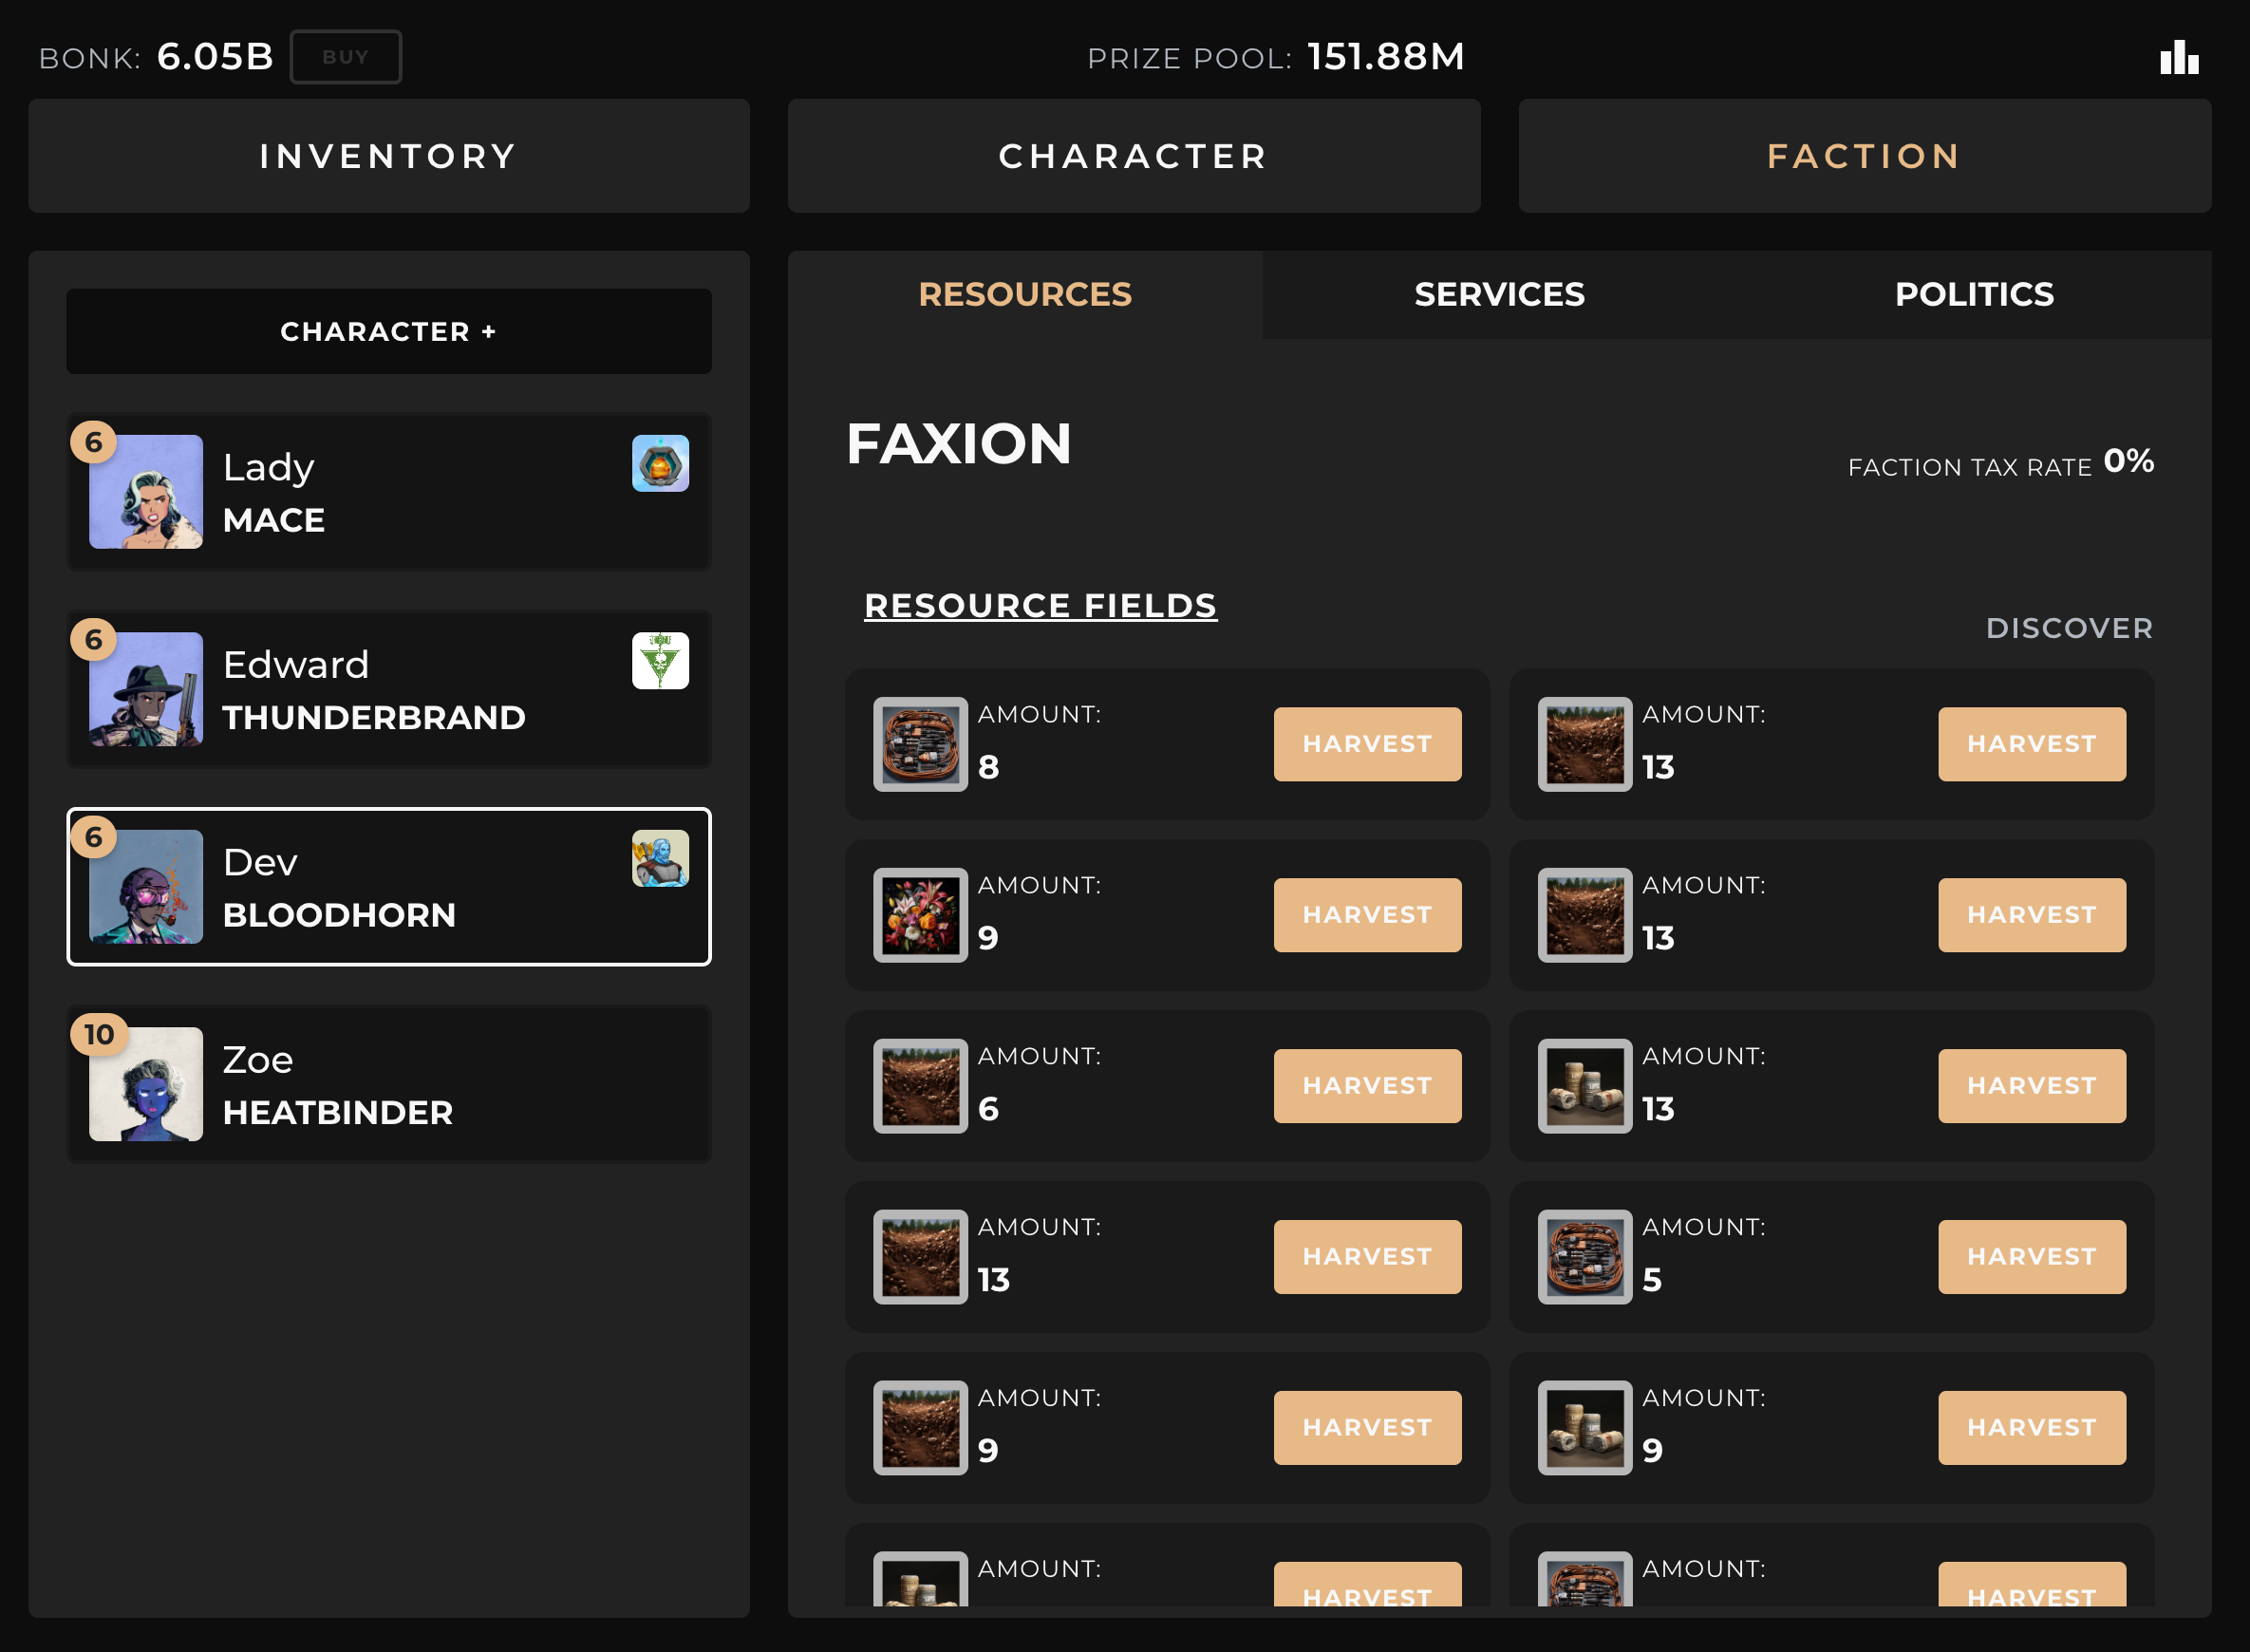 BONK: 6.05B BUY
PRIZE POOL: 151.88M
INVENTORY
CHARACTER
FACTION
CHARACTER +
6
Lady
MACE
6
Edward
THUNDERBRAND
6
Dev
BLOODHORN
10
Zoe
HEATBINDER
RESOURCES
SERVICES
POLITICS
FAXION
FACTION TAX RATE 0%
RESOURCE FIELDS
DISCOVER
AMOUNT:
8
HARVEST
AMOUNT:
13
HARVEST
AMOUNT:
9
HARVEST
AMOUNT:
13
HARVEST
AMOUNT:
6
HARVEST
AMOUNT:
13
HARVEST
AMOUNT:
13
HARVEST
AMOUNT:
5
HARVEST
AMOUNT:
9
HARVEST
AMOUNT:
9
HARVEST
AMOUNT:
HARVEST
AMOUNT:
HARVEST